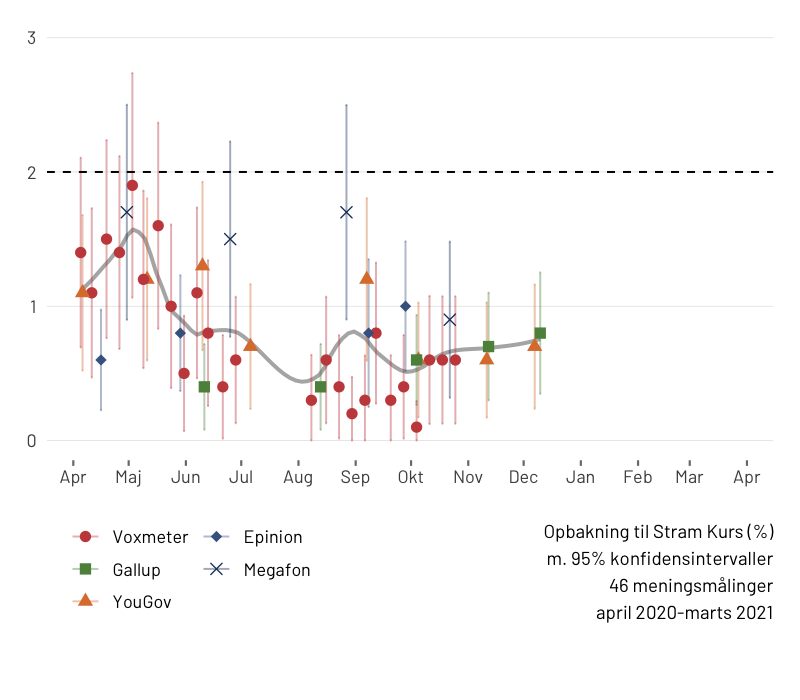 3
2
1
0
Apr Maj Jun Jul Aug Sep Okt Nov Dec Jan Feb Mar Apr
Voxmeter
Epinion
Gallup
Megafon
YouGov
Opbakning til Stram Kurs (%)
m. 95% konfidensintervaller
46 meningsmålinger
april 2020-marts 2021